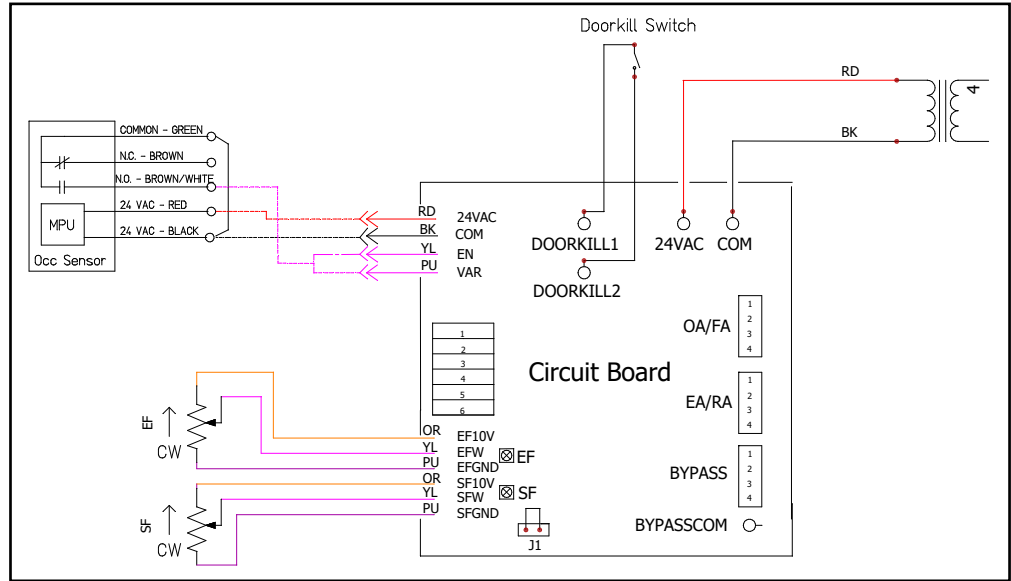 Doorkill Switch
RD
4
BK
COMMON - GREEN
N.C. - BROWN
N.O. - BROWN/WHITE
24 VAC - RED
MPU
24 VAC - BLACK
Occ Sensor
RD
24VAC
BK
COM
YL
EN
PU
VAR
DOORKILL1
24VAC
COM
DOORKILL2
OA/FA
1
2
3
4
1
2
3
4
5
6
Circuit Board
EA/RA
1
2
3
4
EF
CW
OR
EF10V
YL
EFW
EF
PU
EFGND
OR
SF10V
YL
SFW
SF
PU
SFGND
BYPASS
1
2
3
4
SF
CW
J1
BYPASSCOM